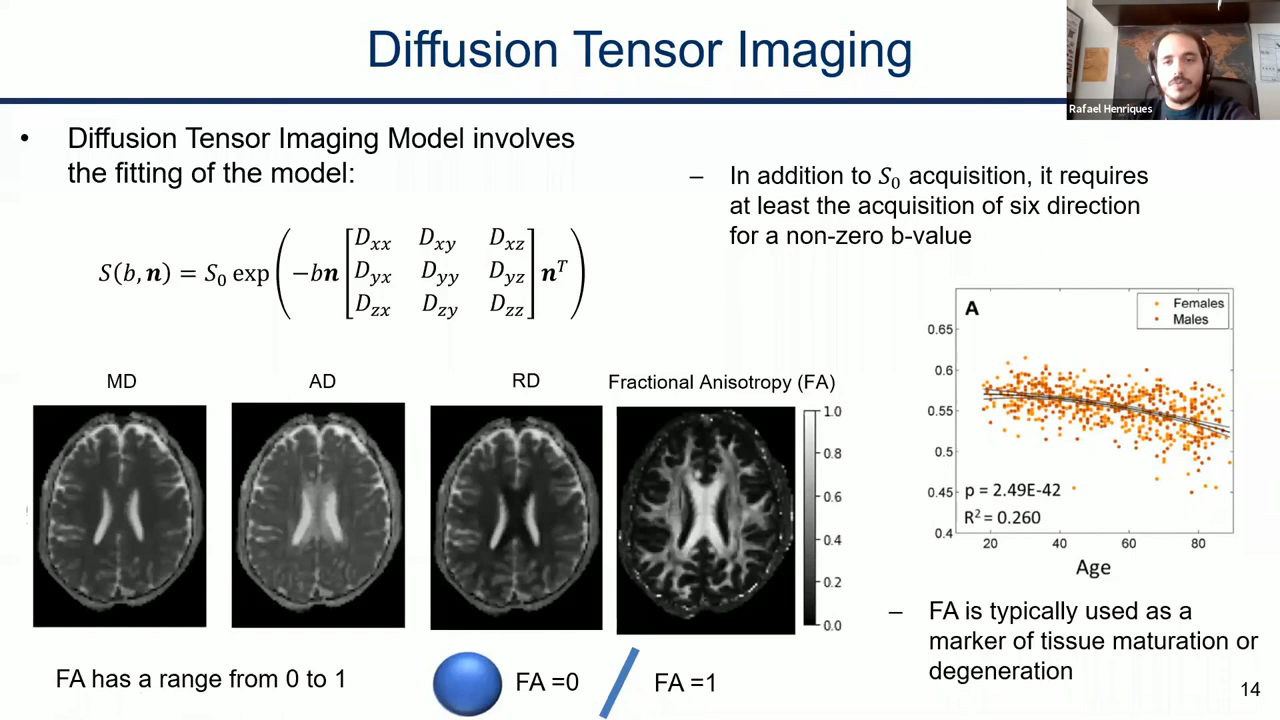 Diffusion Tensor Imaging
Rafael Henriques
• Diffusion Tensor Imaging Model involves
the fitting of the model:
S(b, n) = S₀ exp(−bn[Dxx Dxy Dxz
Dyx Dyy Dyz
Dzx Dzy Dzz]nᵀ)
– In addition to S₀ acquisition, it requires
at least the acquisition of six direction
for a non-zero b-value
MD
AD
RD
Fractional Anisotropy (FA)
1.0
0.8
0.6
0.4
0.2
0.0
A
Females
Males
0.65
0.6
0.55
0.5
0.45
0.4
p = 2.49E-42
R² = 0.260
20 40 60 80
Age
– FA is typically used as a
marker of tissue maturation or
degeneration
FA has a range from 0 to 1
FA =0
FA =1
14